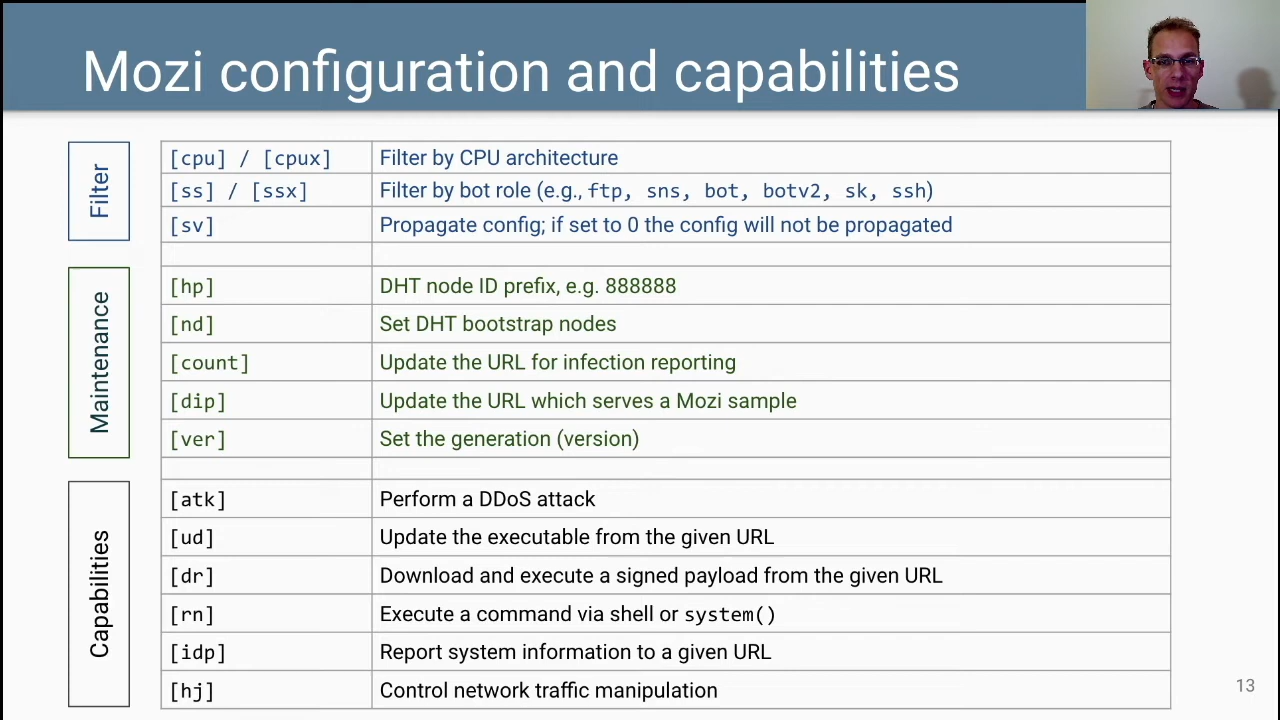 Mozi configuration and capabilities
Filter
[cpu] / [cpux] Filter by CPU architecture
[ss] / [ssx] Filter by bot role (e.g., ftp, sns, bot, botv2, sk, ssh)
[sv] Propagate config; if set to 0 the config will not be propagated
Maintenance
[hp] DHT node ID prefix, e.g. 888888
[nd] Set DHT bootstrap nodes
[count] Update the URL for infection reporting
[dip] Update the URL which serves a Mozi sample
[ver] Set the generation (version)
Capabilities
[atk] Perform a DDoS attack
[ud] Update the executable from the given URL
[dr] Download and execute a signed payload from the given URL
[rn] Execute a command via shell or system()
[idp] Report system information to a given URL
[hj] Control network traffic manipulation
13